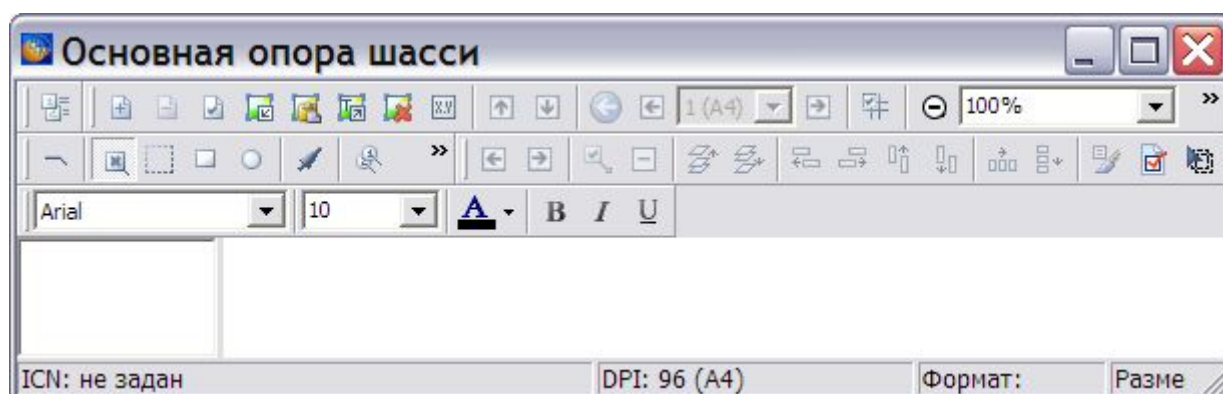 Основная опора шасси
X.Y 1 (A4) 100% »
»
Arial 10 A B I U
ICN: не задан DPI: 96 (A4) Формат: Разме